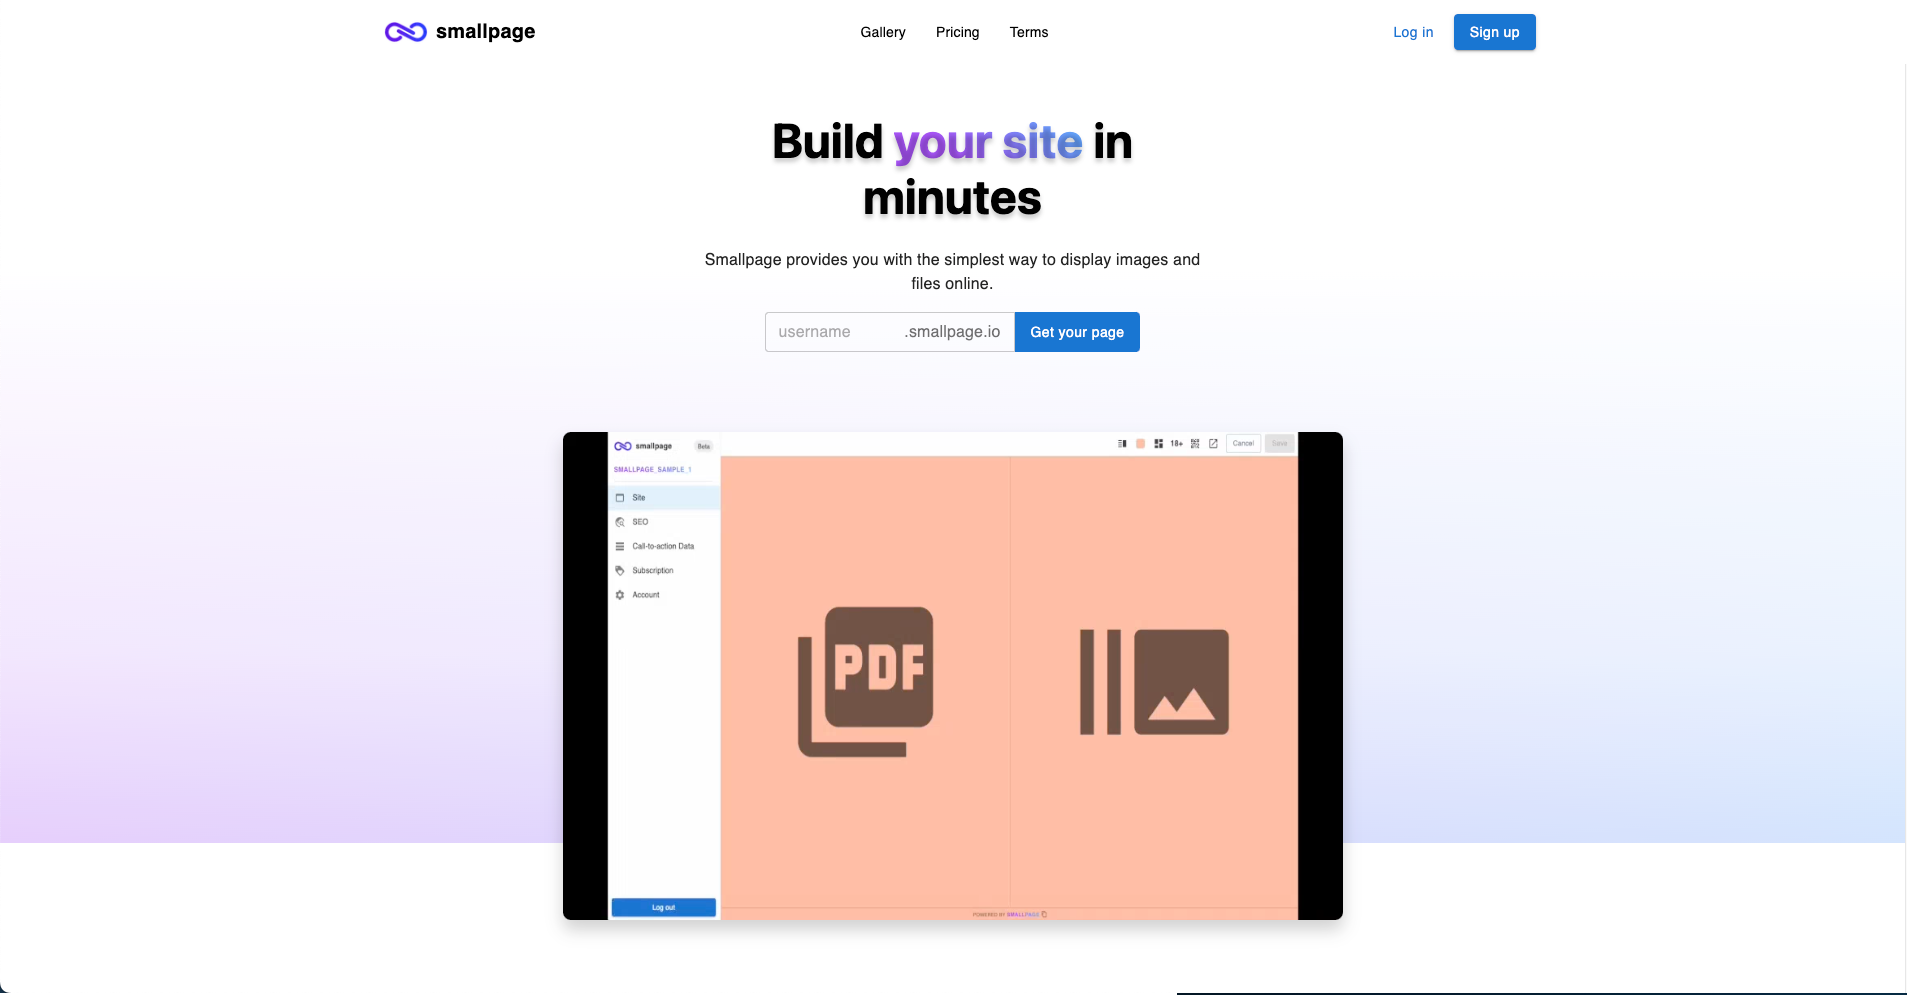 smallpage
Gallery Pricing Terms
Log in Sign up
Build your site in
minutes
Smallpage provides you with the simplest way to display images and
files online.
username .smallpage.io Get your page
smallpage Beta
18+ Cancel Save
SMALLPAGE_SAMPLE_1
Site
SEO
Call-to-action Data
Subscription
Account
PDF
Log out
POWERED BY SMALLPAGE